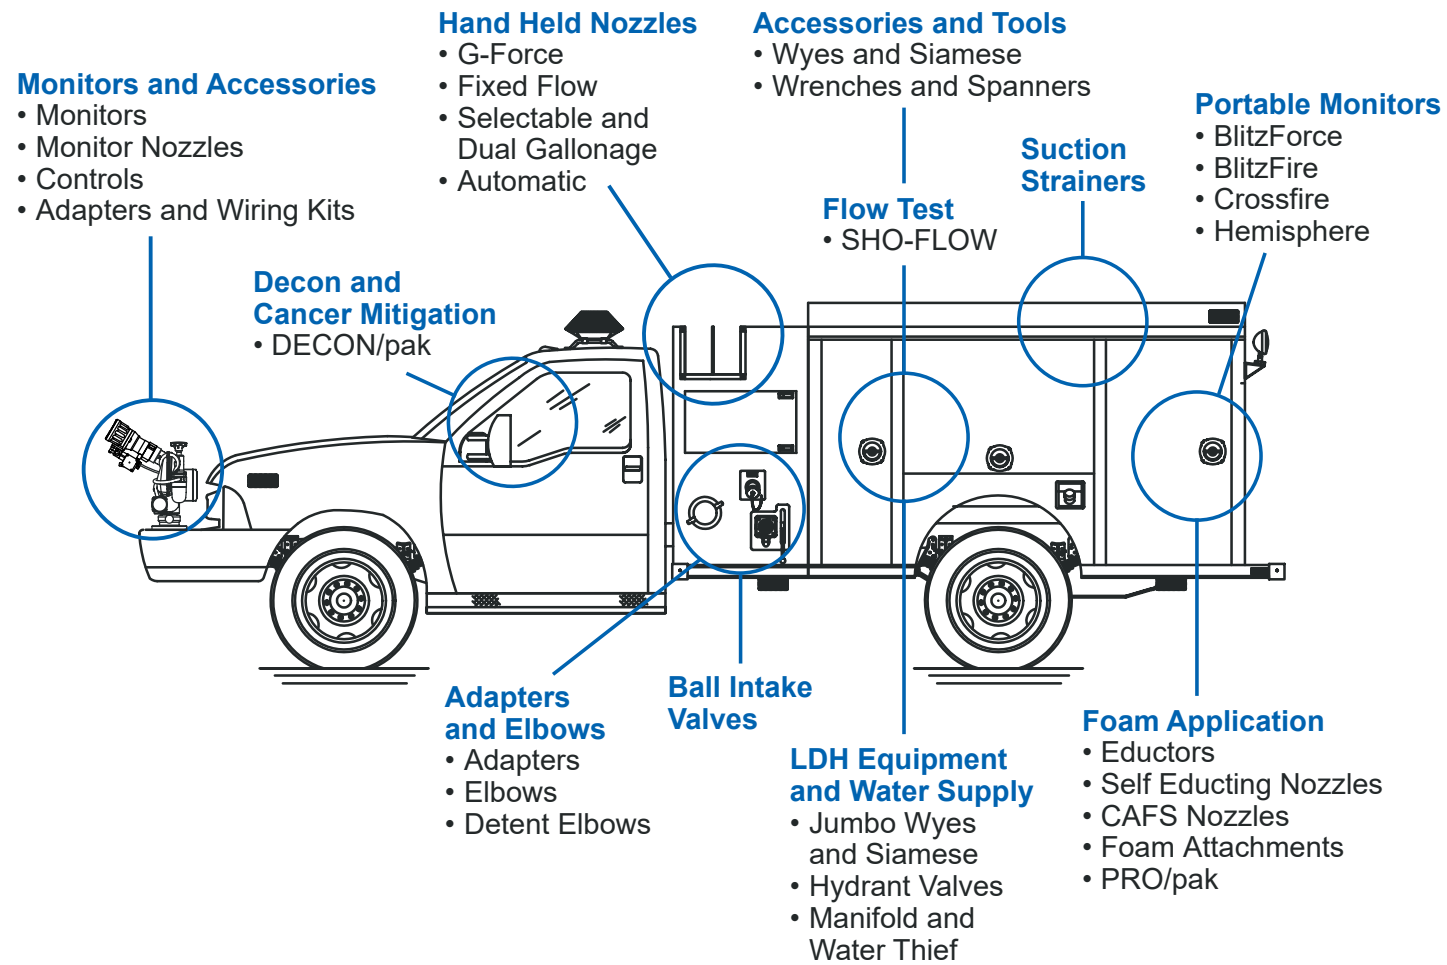 Hand Held Nozzles
• G-Force
• Fixed Flow
• Selectable and
Dual Gallonage
• Automatic
Accessories and Tools
• Wyes and Siamese
• Wrenches and Spanners
Monitors and Accessories
• Monitors
• Monitor Nozzles
• Controls
• Adapters and Wiring Kits
Portable Monitors
• BlitzForce
• BlitzFire
• Crossfire
• Hemisphere
Suction
Strainers
Flow Test
• SHO-FLOW
Decon and
Cancer Mitigation
• DECON/pak
Adapters
and Elbows
• Adapters
• Elbows
• Detent Elbows
Ball Intake
Valves
LDH Equipment
and Water Supply
• Jumbo Wyes
and Siamese
• Hydrant Valves
• Manifold and
Water Thief
Foam Application
• Eductors
• Self Educting Nozzles
• CAFS Nozzles
• Foam Attachments
• PRO/pak